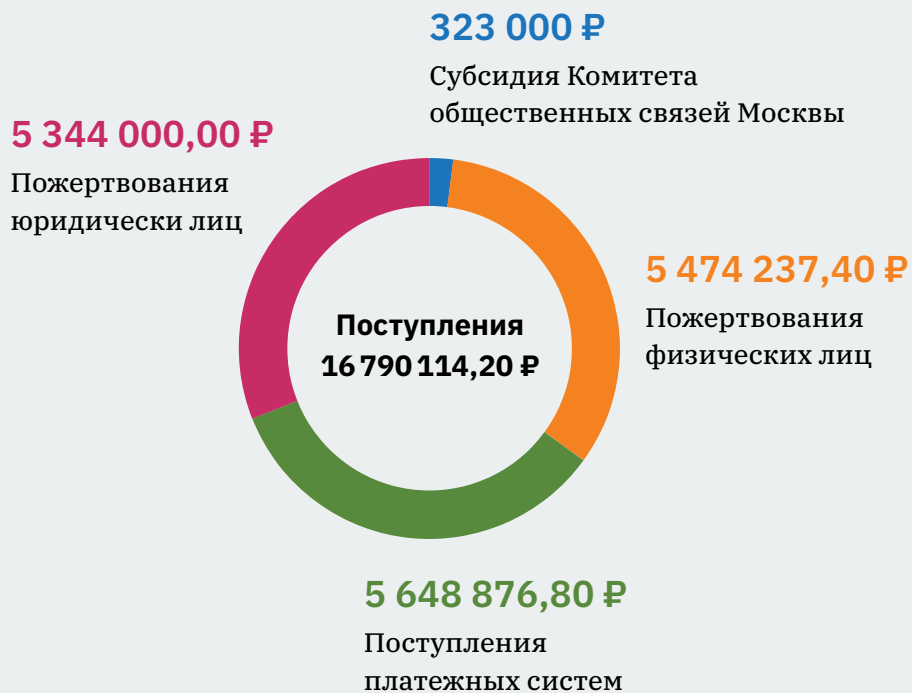 323 000 ₽
Субсидия Комитета
общественных связей Москвы
5 344 000,00 ₽
Пожертвования
юридически лиц
5 474 237,40 ₽
Пожертвования
физических лиц
Поступления
16 790 114,20 ₽
5 648 876,80 ₽
Поступления
платежных систем